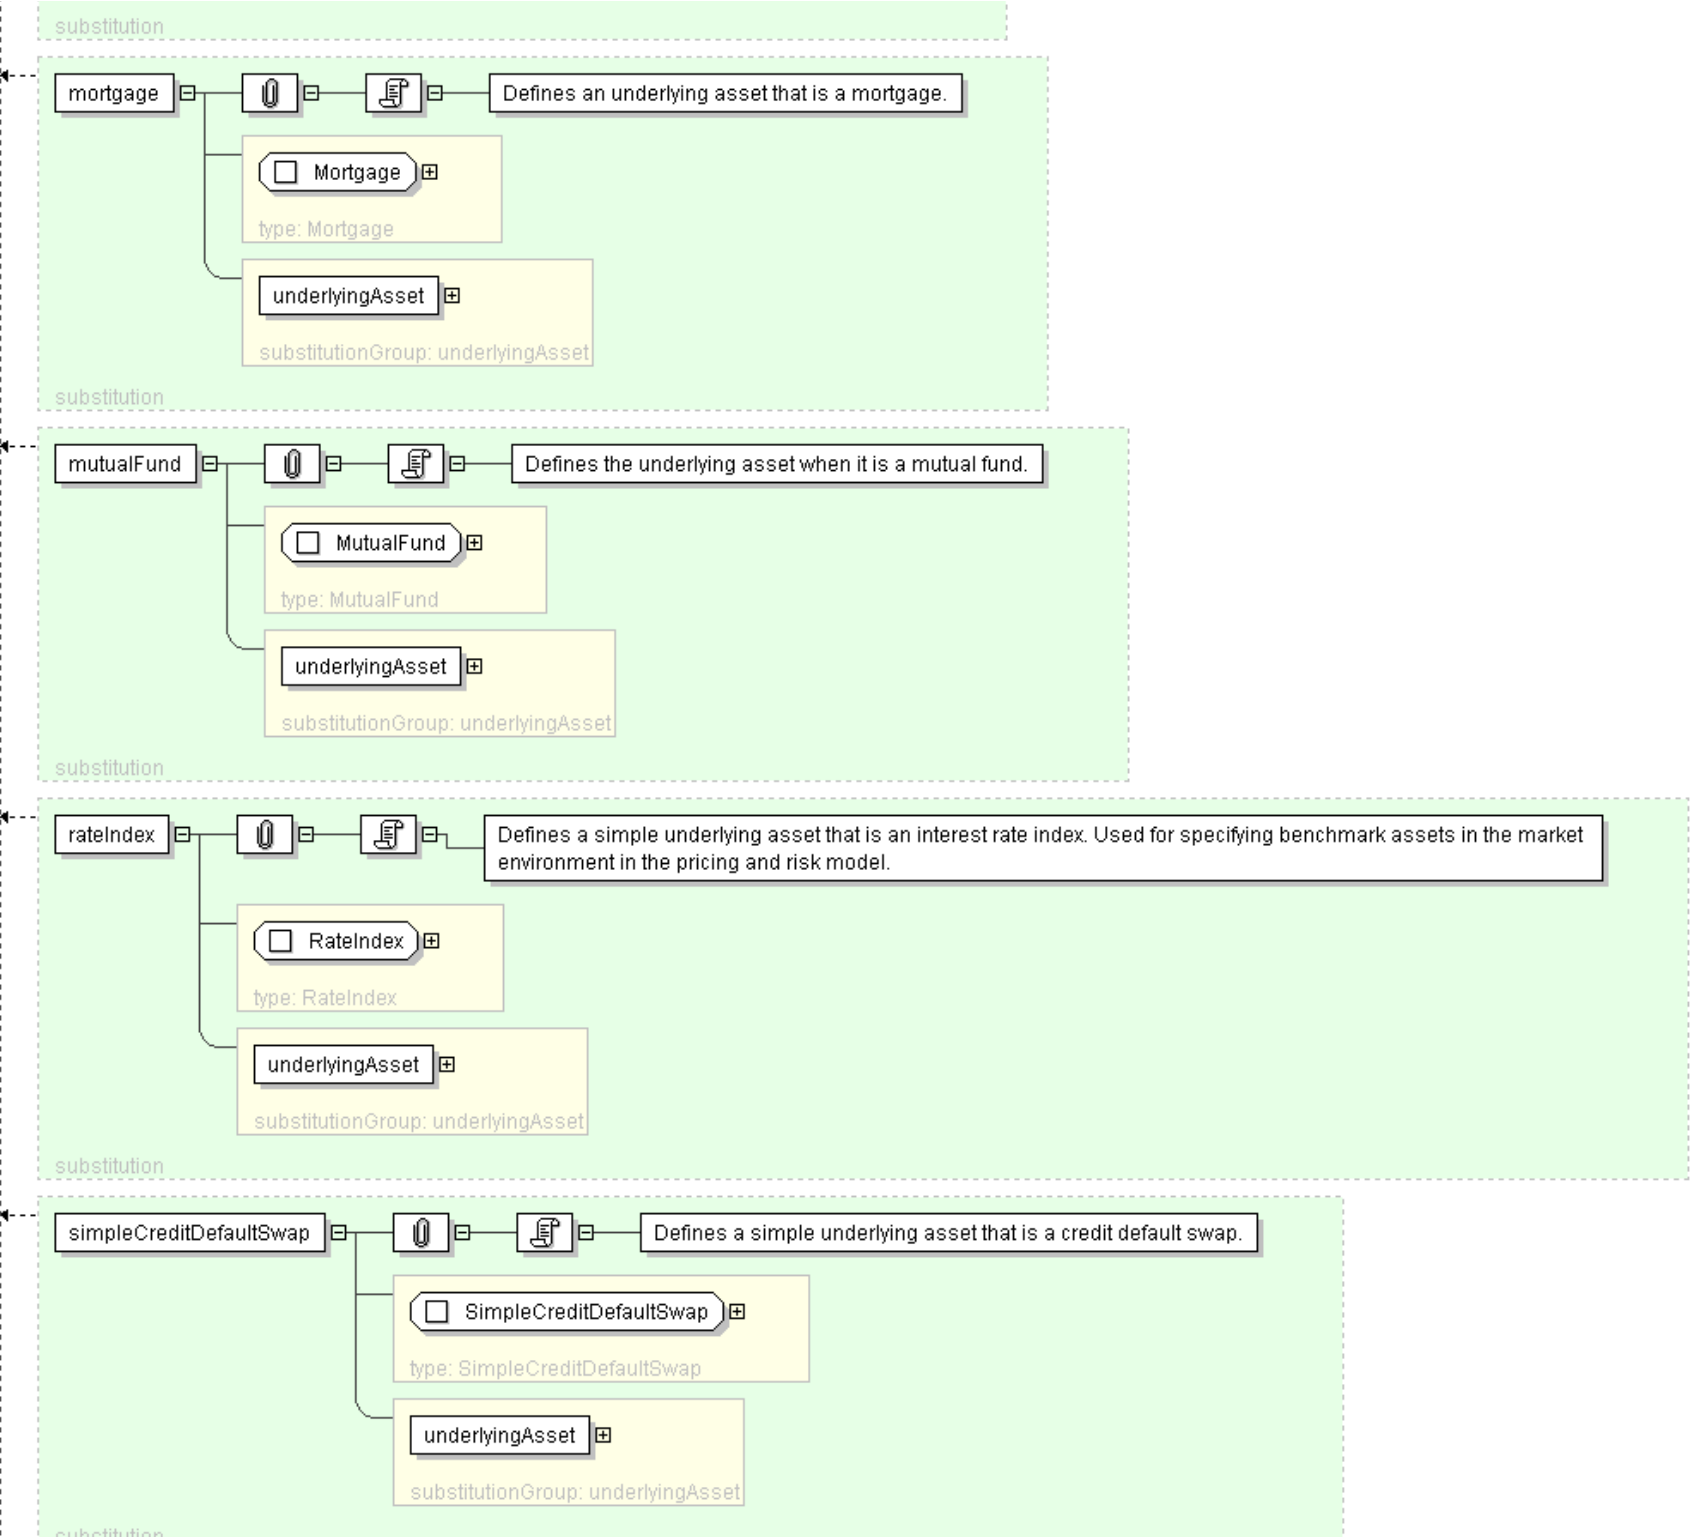 substitution
mortgage
Defines an underlying asset that is a mortgage.
Mortgage
type: Mortgage
underlyingAsset
substitutionGroup: underlyingAsset
substitution
mutualFund
Defines the underlying asset when it is a mutual fund.
MutualFund
type: MutualFund
underlyingAsset
substitutionGroup: underlyingAsset
substitution
rateIndex
Defines a simple underlying asset that is an interest rate index. Used for specifying benchmark assets in the market
environment in the pricing and risk model.
RateIndex
type: RateIndex
underlyingAsset
substitutionGroup: underlyingAsset
substitution
simpleCreditDefaultSwap
Defines a simple underlying asset that is a credit default swap.
SimpleCreditDefaultSwap
type: SimpleCreditDefaultSwap
underlyingAsset
substitutionGroup: underlyingAsset
substitution